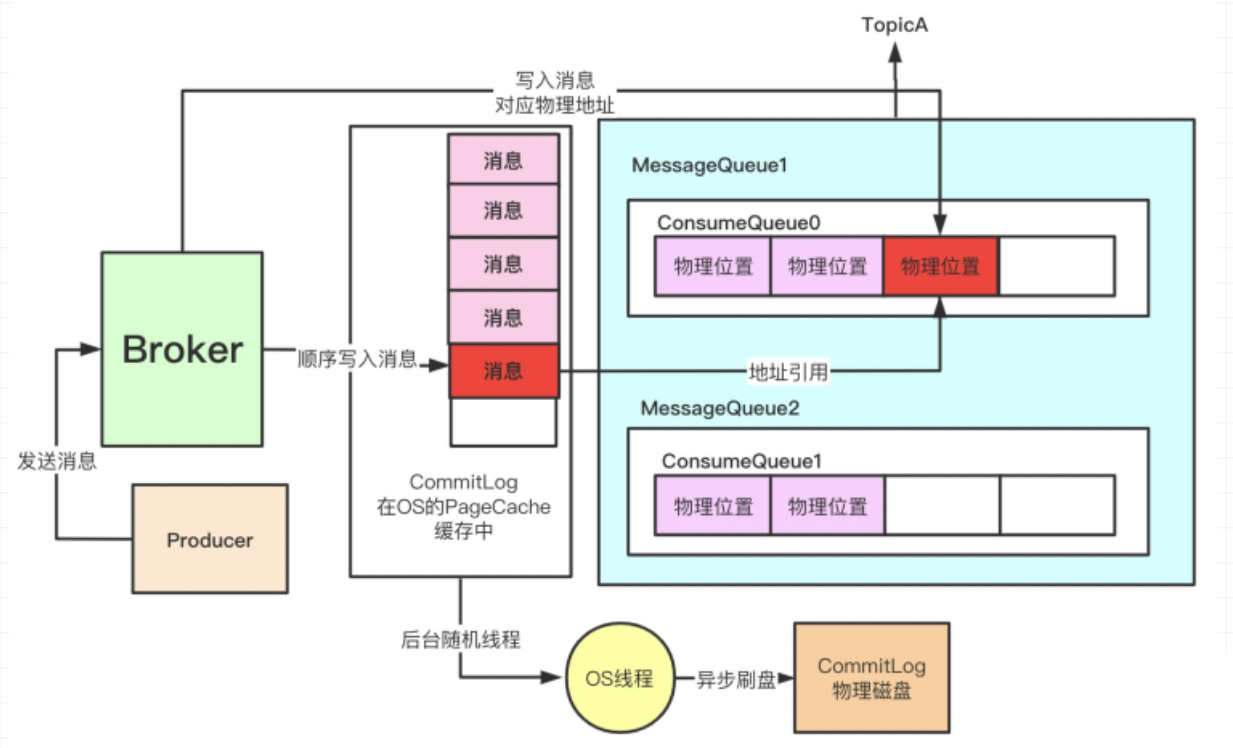 TopicA
写入消息
对应物理地址
消息
消息
消息
消息
消息
MessageQueue1
ConsumeQueue0
物理位置
物理位置
物理位置
Broker
顺序写入消息
地址引用
MessageQueue2
ConsumeQueue1
物理位置
物理位置
发送消息
CommitLog
在OS的PageCache
缓存中
Producer
后台随机线程
OS线程
异步刷盘
CommitLog
物理磁盘